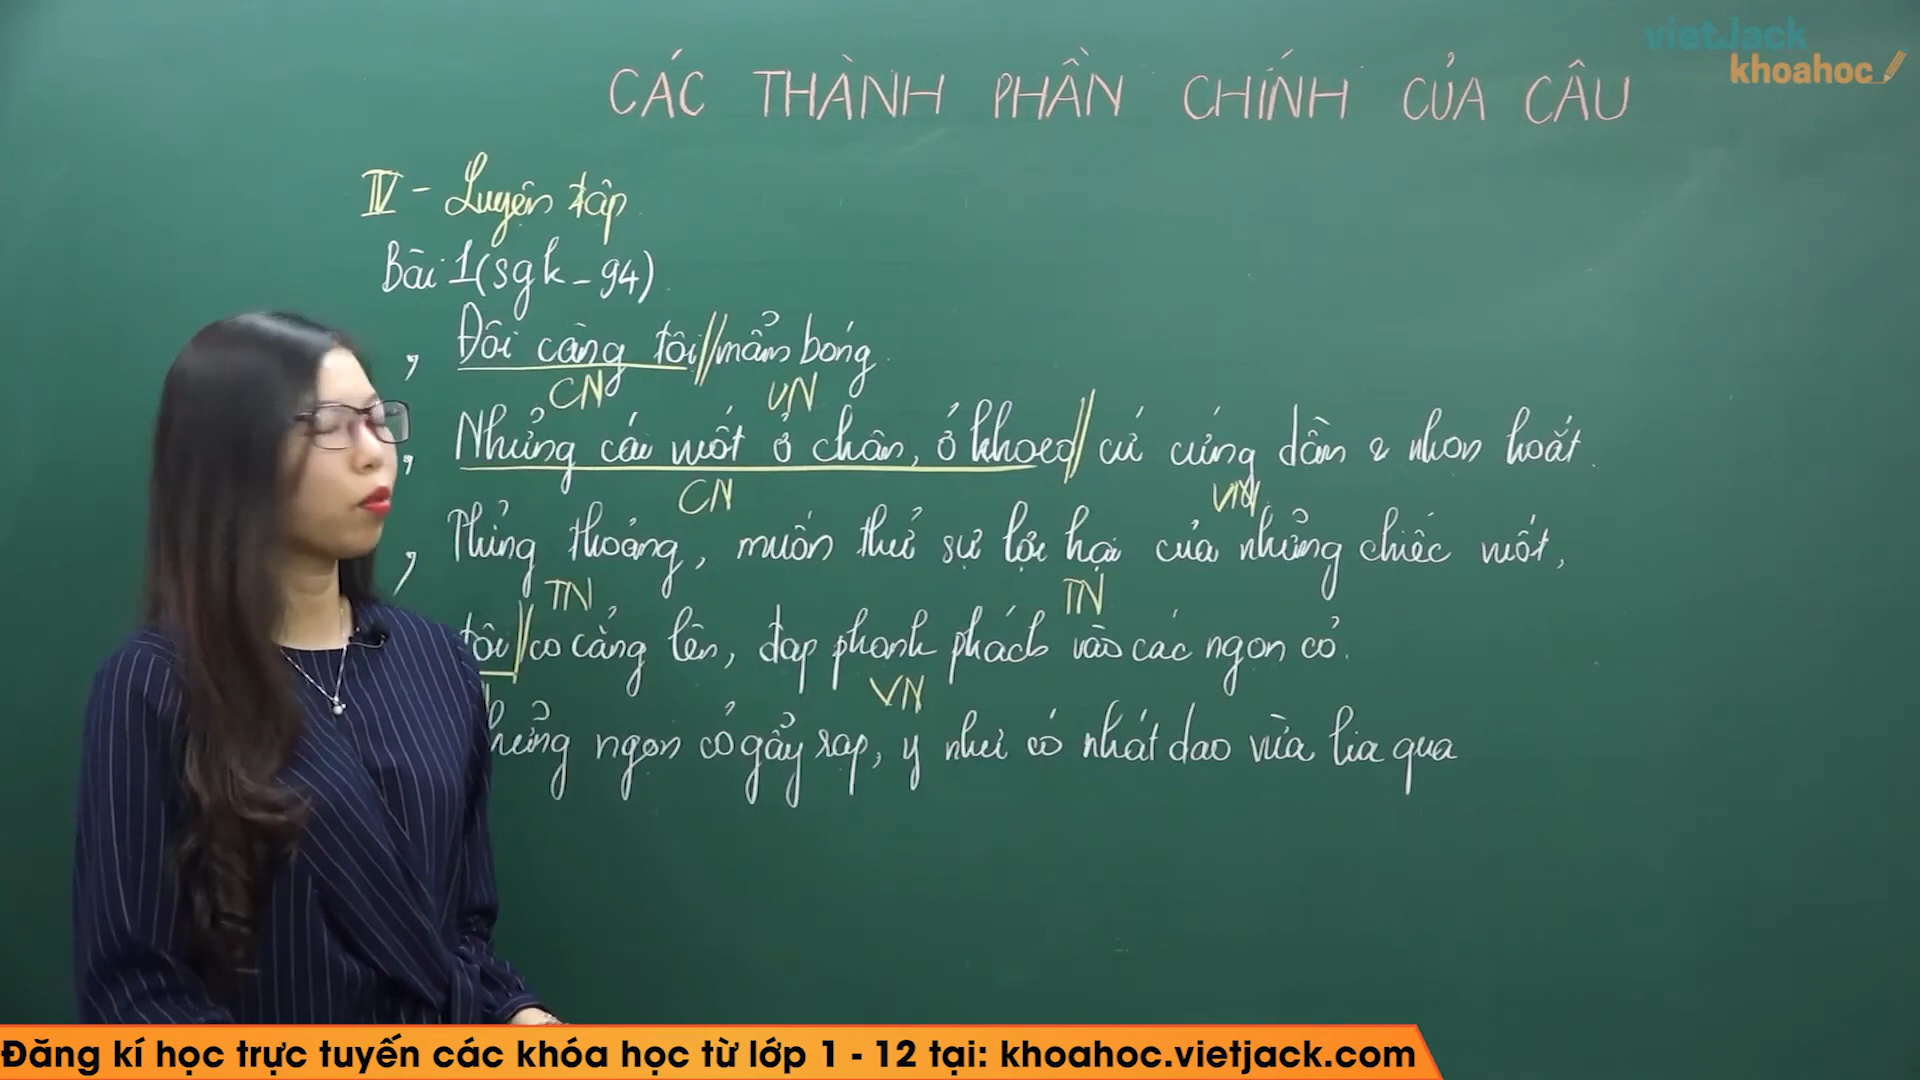 vietJack
khoahoc
CÁC THÀNH PHẦN CHÍNH CỦA CÂU
IV - Luyện tập
Bài 1 (sgk - 94)
, Đôi càng tôi // mẫm bóng.
CN VN
, Những cái vuốt ở chân, ở khoeo // cứ cứng dần & nhọn hoắt.
CN VN
, Thỉnh thoảng, muốn thử sự lợi hại của những chiếc vuốt,
TN TN
tôi // co cẳng lên, đạp phanh phách vào các ngọn cỏ.
VN
hững ngọn cỏ gẫy rạp, y như có nhát dao vừa lia qua
Đăng kí học trực tuyến các khóa học từ lớp 1 - 12 tại: khoahoc.vietjack.com